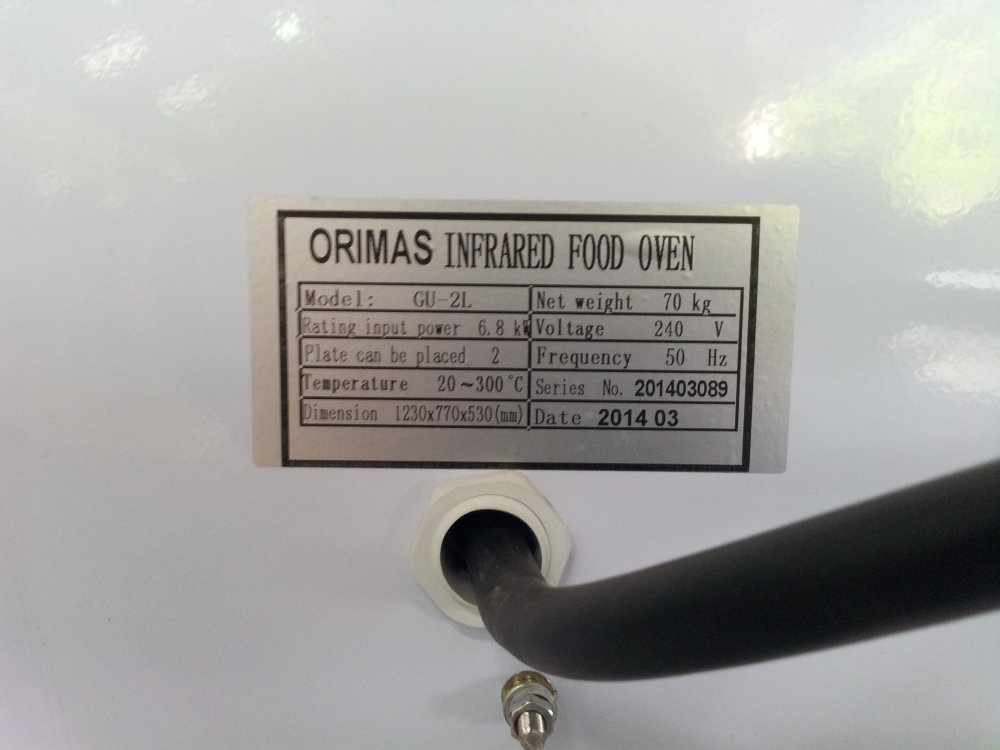 ORIMAS INFRARED FOOD OVEN
Model: GU-2L Net weight 70 kg
Rating input power 6.8 kW Voltage 240 V
Plate can be placed 2 Frequency 50 Hz
Temperature 20~300℃ Series No. 201403089
Dimension 1230x770x530(mm) Date 2014 03